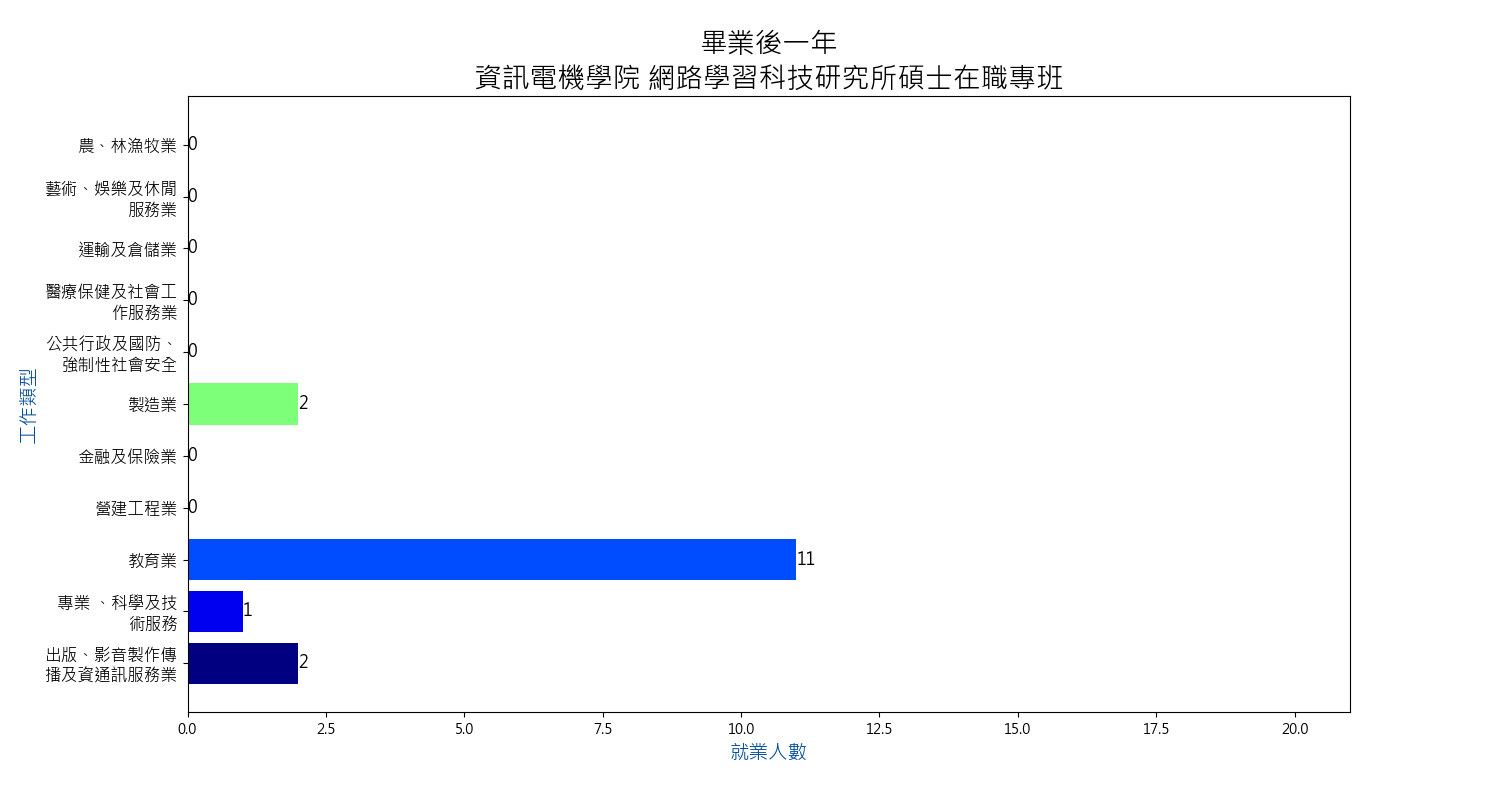 畢業後一年
資訊電機學院 網路學習科技研究所碩士在職專班
農、林漁牧業
0
藝術、娛樂及休閒
服務業
0
運輸及倉儲業
0
醫療保健及社會工
作服務業
0
公共行政及國防、
強制性社會安全
0
製造業
2
金融及保險業
0
營建工程業
0
教育業
11
專業 、科學及技
術服務
1
出版、影音製作傳
播及資通訊服務業
2
工作類型
0.0 2.5 5.0 7.5 10.0 12.5 15.0 17.5 20.0
就業人數